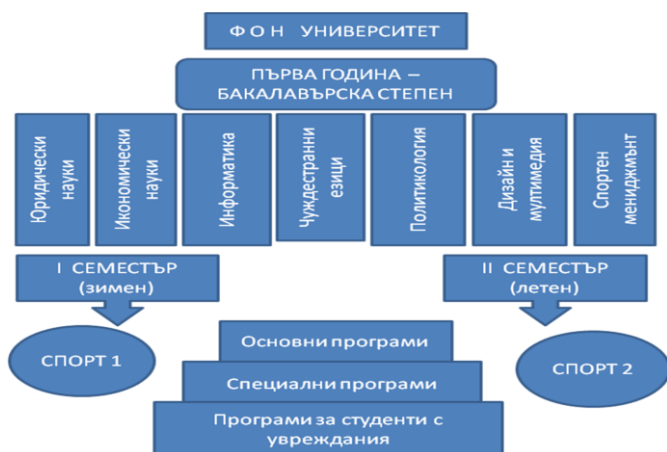 Ф О Н УНИВЕРСИТЕТ
ПЪРВА ГОДИНА –
БАКАЛАВЪРСКА СТЕПЕН
Юридически
науки
Икономически
науки
Информатика
Чуждестранни
езици
Политикология
Дизайн и
мултимедия
Спортен
мениджмънт
I СЕМЕСТЪР
(зимен)
II СЕМЕСТЪР
(летен)
СПОРТ 1
Основни програми
Специални програми
Програми за студенти с
увреждания
СПОРТ 2